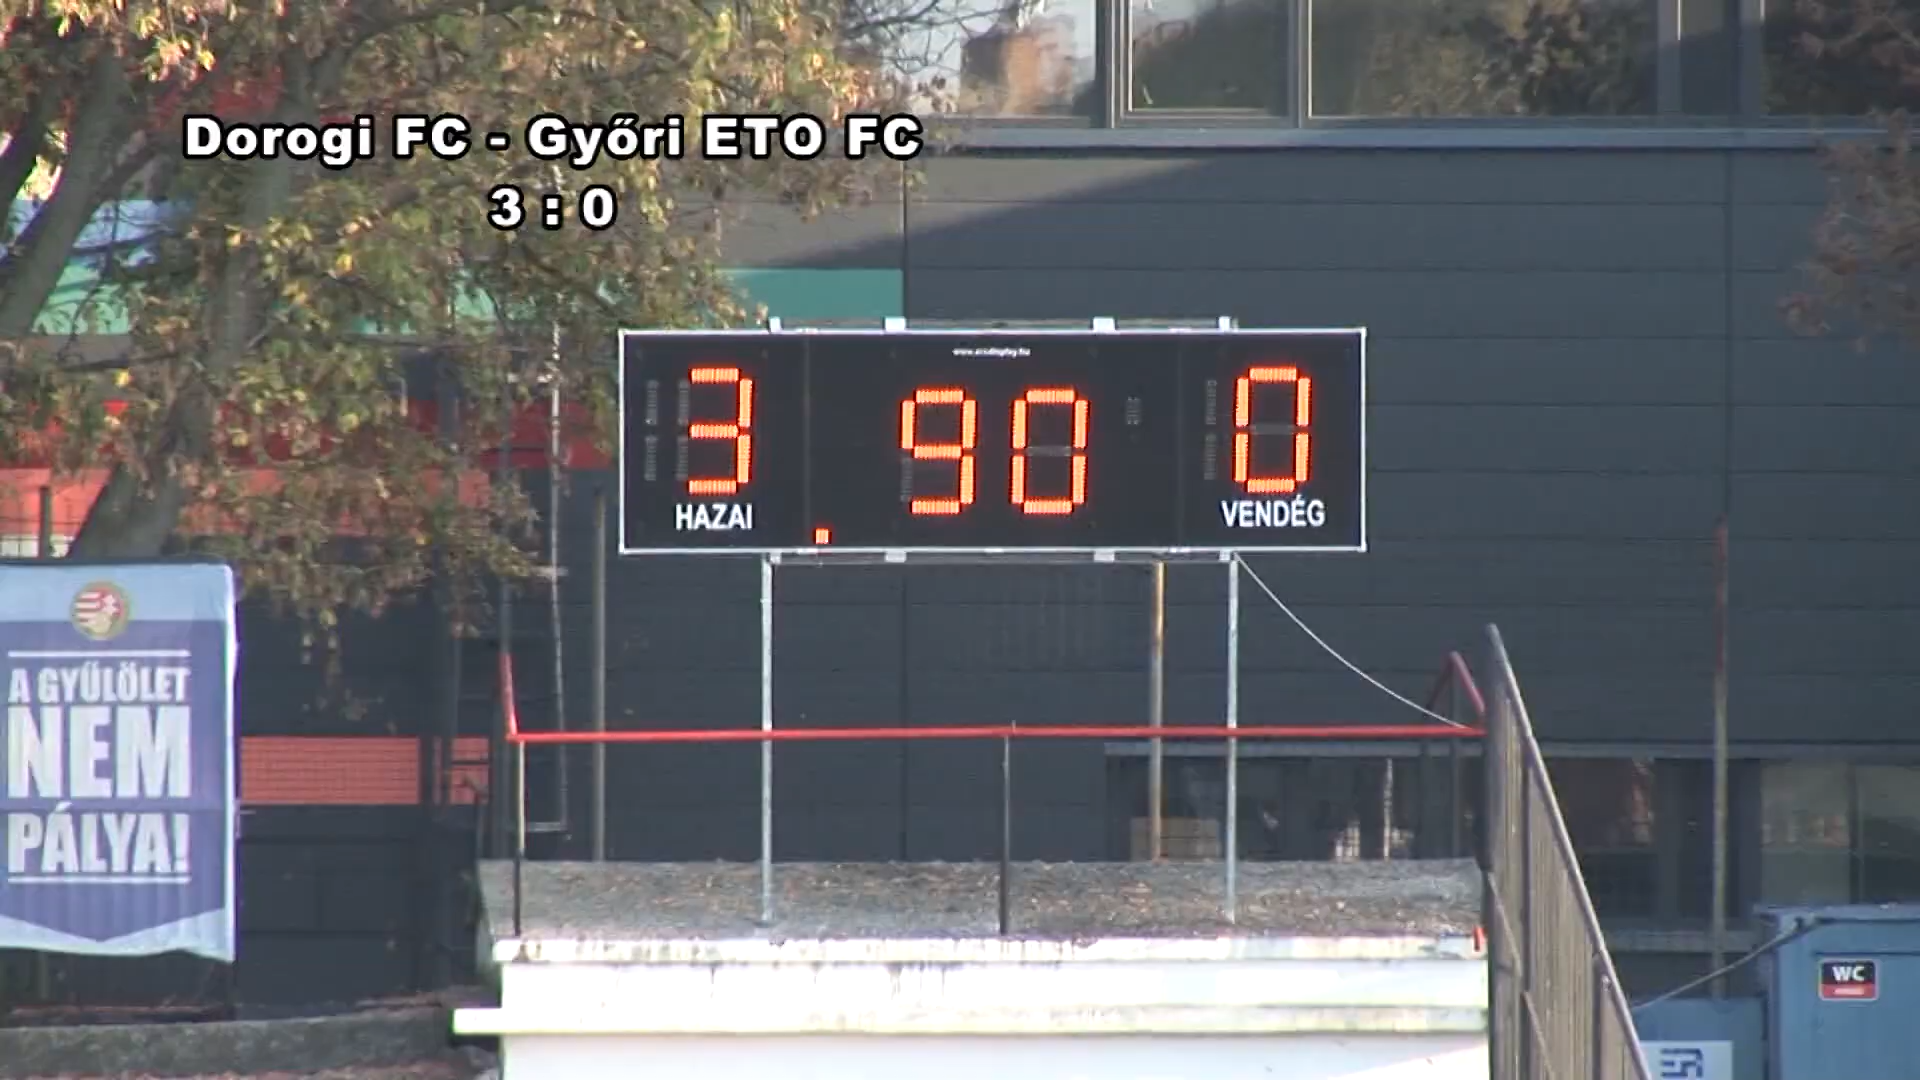 Dorogi FC - Győri ETO FC
3 : 0
3 90 0
HAZAI
VENDÉG
A GYŰLÖLET
NEM
PÁLYA!
WC